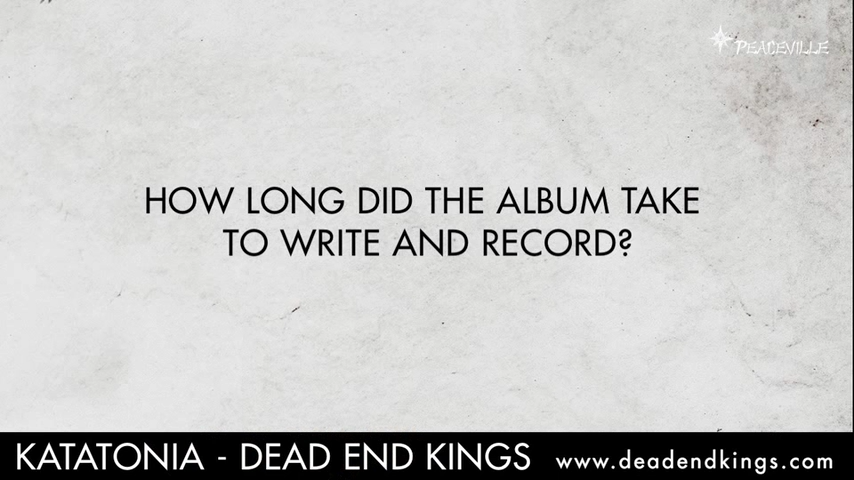 PEACEVILLE
HOW LONG DID THE ALBUM TAKE
TO WRITE AND RECORD?
KATATONIA - DEAD END KINGS www.deadendkings.com